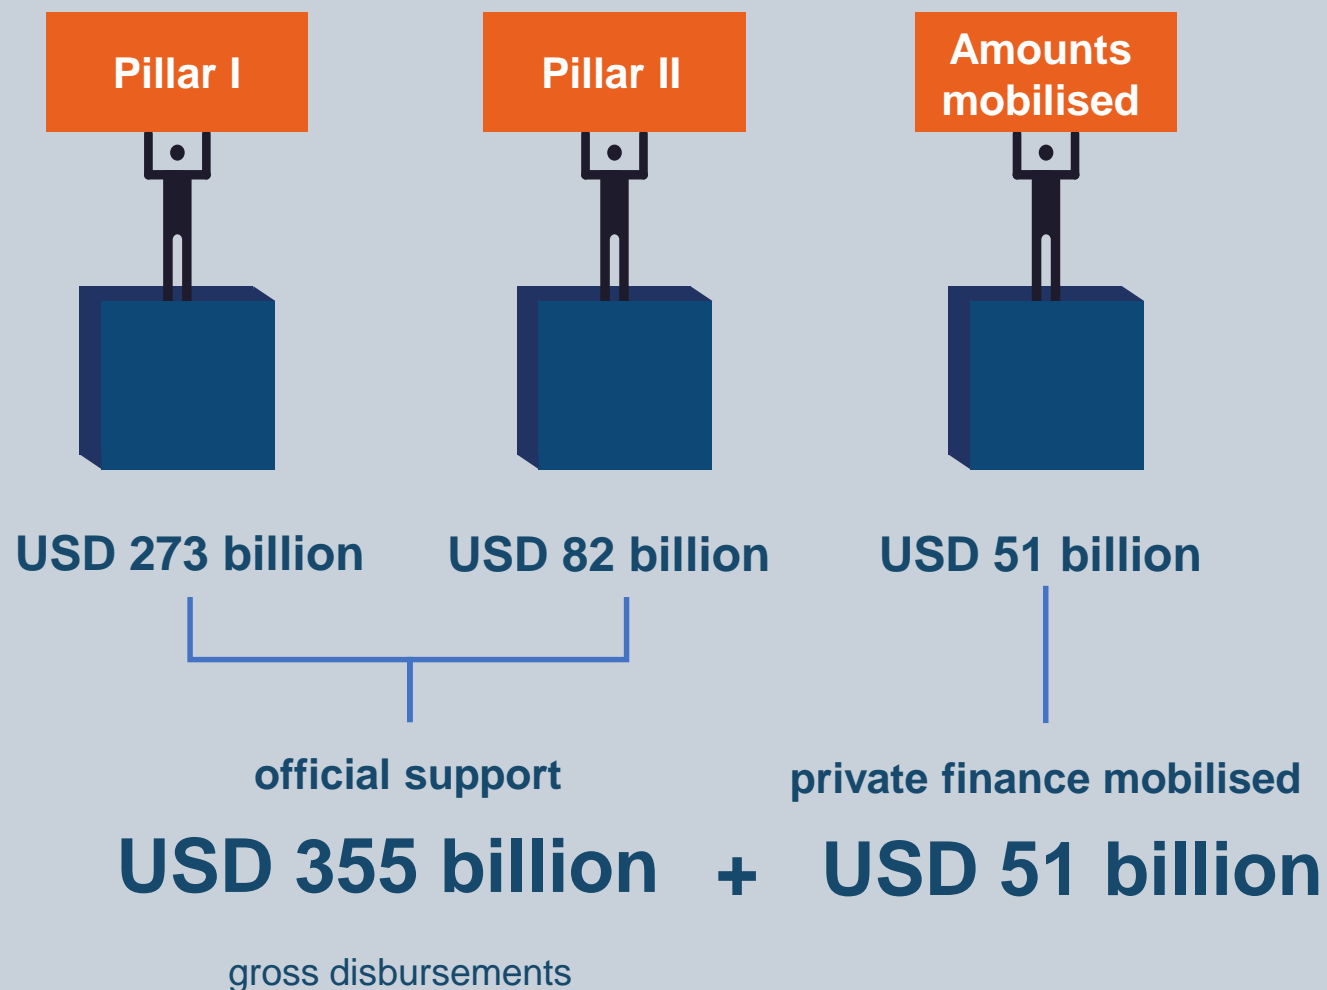 Pillar I
Pillar II
Amounts
mobilised
USD 273 billion
USD 82 billion
USD 51 billion
official support
private finance mobilised
USD 355 billion
+
USD 51 billion
gross disbursements